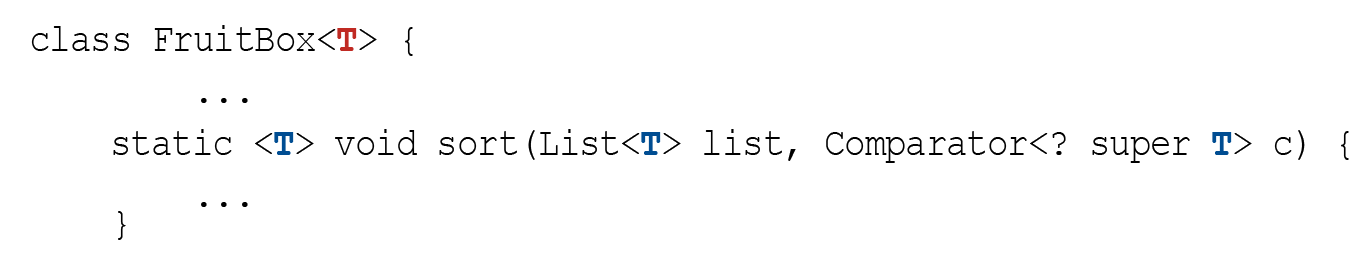 class FruitBox<T> {
...
static <T> void sort(List<T> list, Comparator<? super T> c) {
...
}